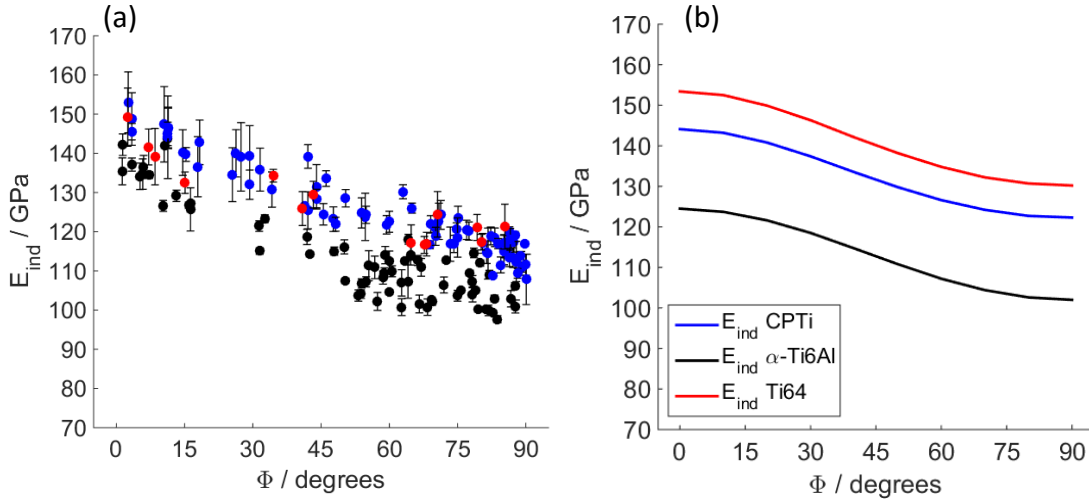 (a)
170
160
150
140
130
120
110
100
90
80
70
E_ind / GPa
0 15 30 45 60 75 90
Φ / degrees
(b)
170
160
150
140
130
120
110
100
90
80
70
E_ind / GPa
E_ind CPTi
E_ind α-Ti6Al
E_ind Ti64
0 15 30 45 60 75 90
Φ / degrees